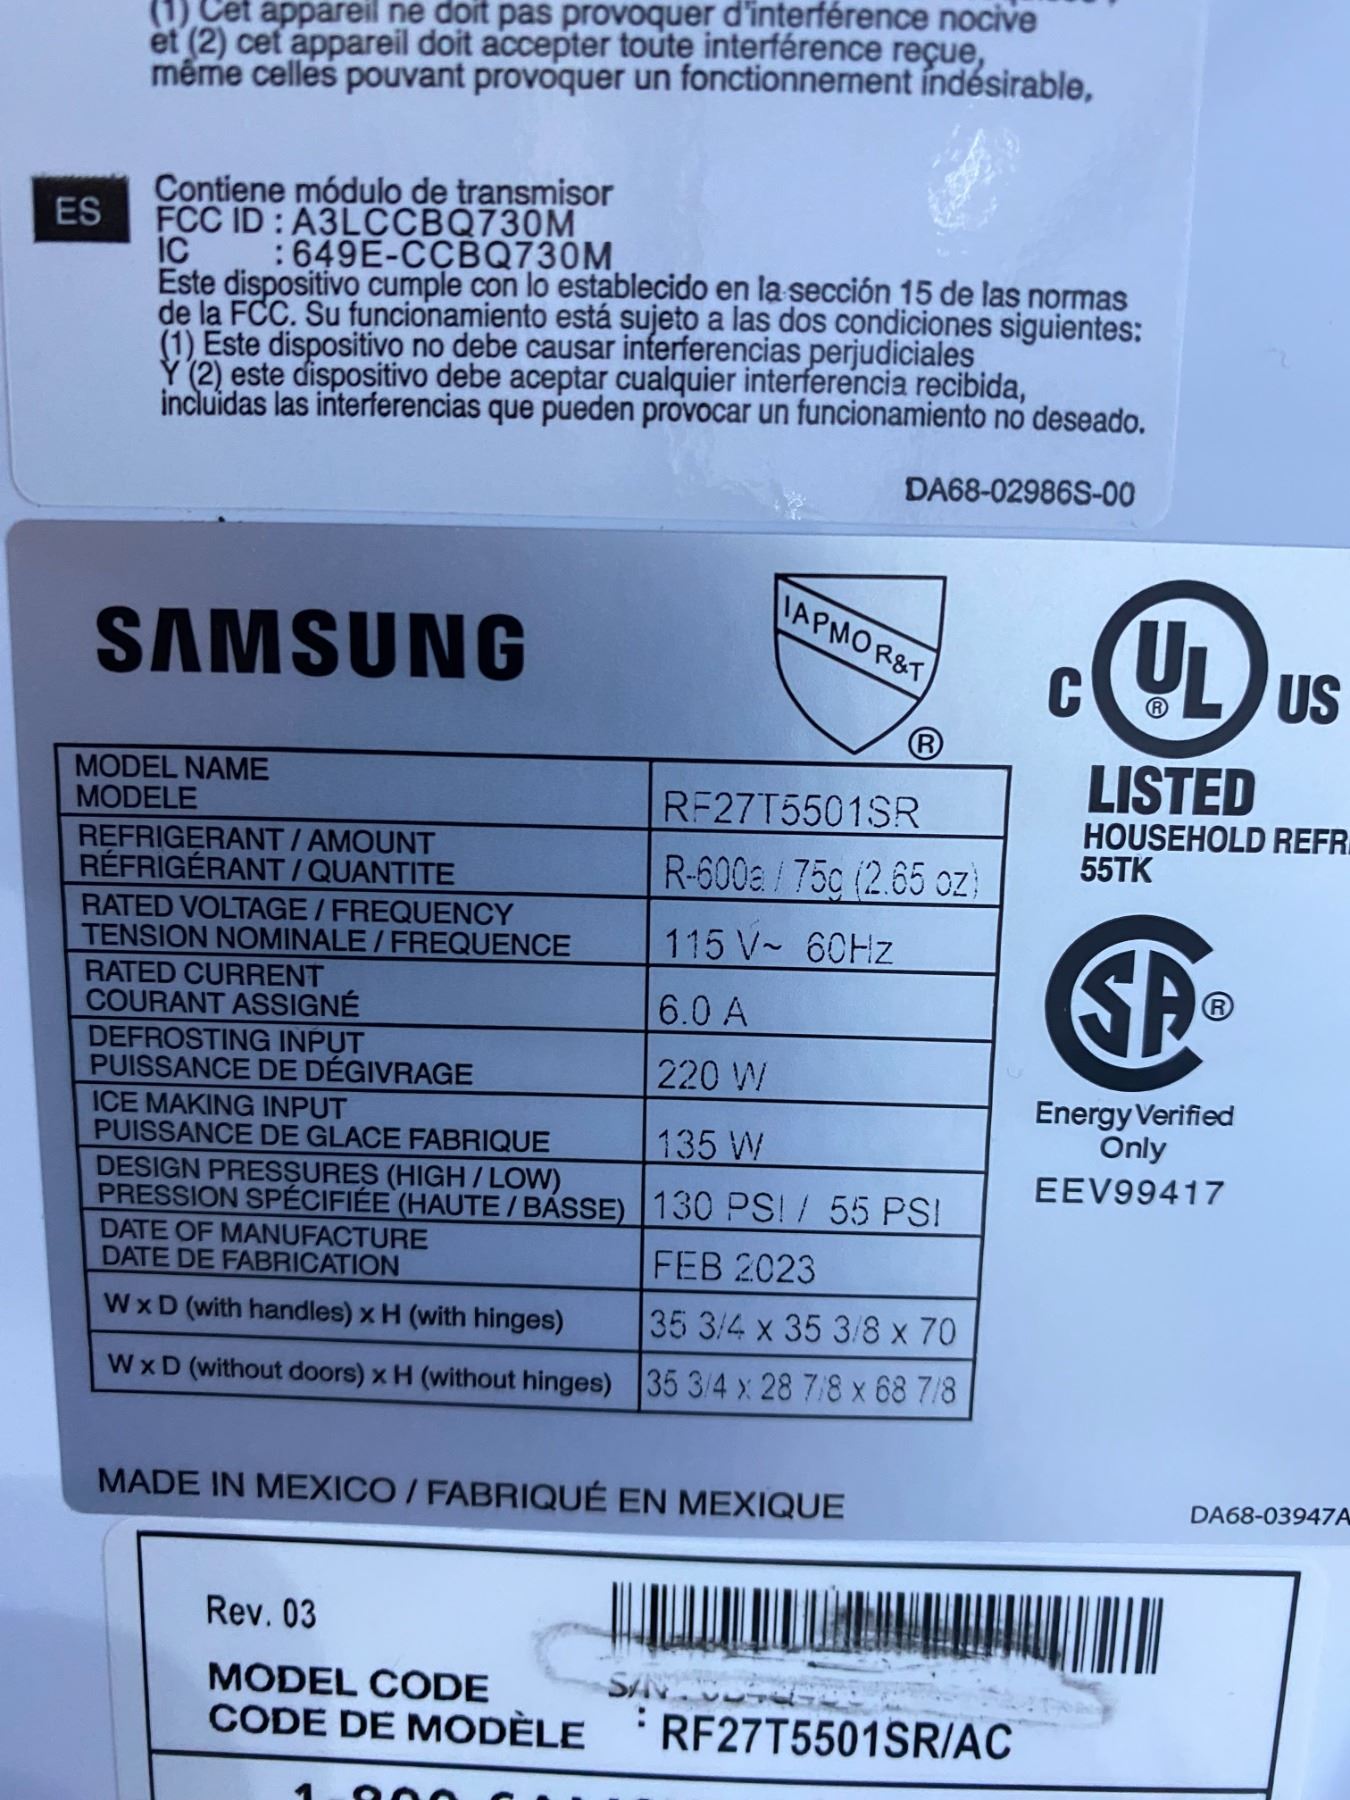 (1) Cet appareil ne doit pas provoquer d'interférence nocive
et (2) cet appareil doit accepter toute interférence reçue,
même celles pouvant provoquer un fonctionnement indésirable,
ES
Contiene módulo de transmisor
FCC ID : A3LCCBQ730M
IC : 649E-CCBQ730M
Este dispositivo cumple con lo establecido en la sección 15 de las normas
de la FCC. Su funcionamiento está sujeto a las dos condiciones siguientes:
(1) Este dispositivo no debe causar interferencias perjudiciales
Y (2) este dispositivo debe aceptar cualquier interferencia recibida,
incluidas las interferencias que pueden provocar un funcionamiento no deseado.
DA68-02986S-00
SAMSUNG
IAPMO R&T
®
C UL ® US
LISTED
HOUSEHOLD REFR
55TK
MODEL NAME
MODELE
RF27T5501SR
REFRIGERANT / AMOUNT
RÉFRIGÉRANT / QUANTITE
R-600a / 75g (2.65 oz)
RATED VOLTAGE / FREQUENCY
TENSION NOMINALE / FREQUENCE
115 V~ 60Hz
RATED CURRENT
COURANT ASSIGNÉ
6.0 A
DEFROSTING INPUT
PUISSANCE DE DÉGIVRAGE
220 W
ICE MAKING INPUT
PUISSANCE DE GLACE FABRIQUE
135 W
DESIGN PRESSURES (HIGH / LOW)
PRESSION SPÉCIFIÉE (HAUTE / BASSE)
130 PSI / 55 PSI
DATE OF MANUFACTURE
DATE DE FABRICATION
FEB 2023
W x D (with handles) x H (with hinges)
35 3/4 x 35 3/8 x 70
W x D (without doors) x H (without hinges)
35 3/4 x 28 7/8 x 68 7/8
SA ®
Energy Verified
Only
EEV99417
MADE IN MEXICO / FABRIQUÉ EN MEXIQUE
DA68-03947A
Rev. 03
S/N
MODEL CODE
CODE DE MODÈLE
: RF27T5501SR/AC